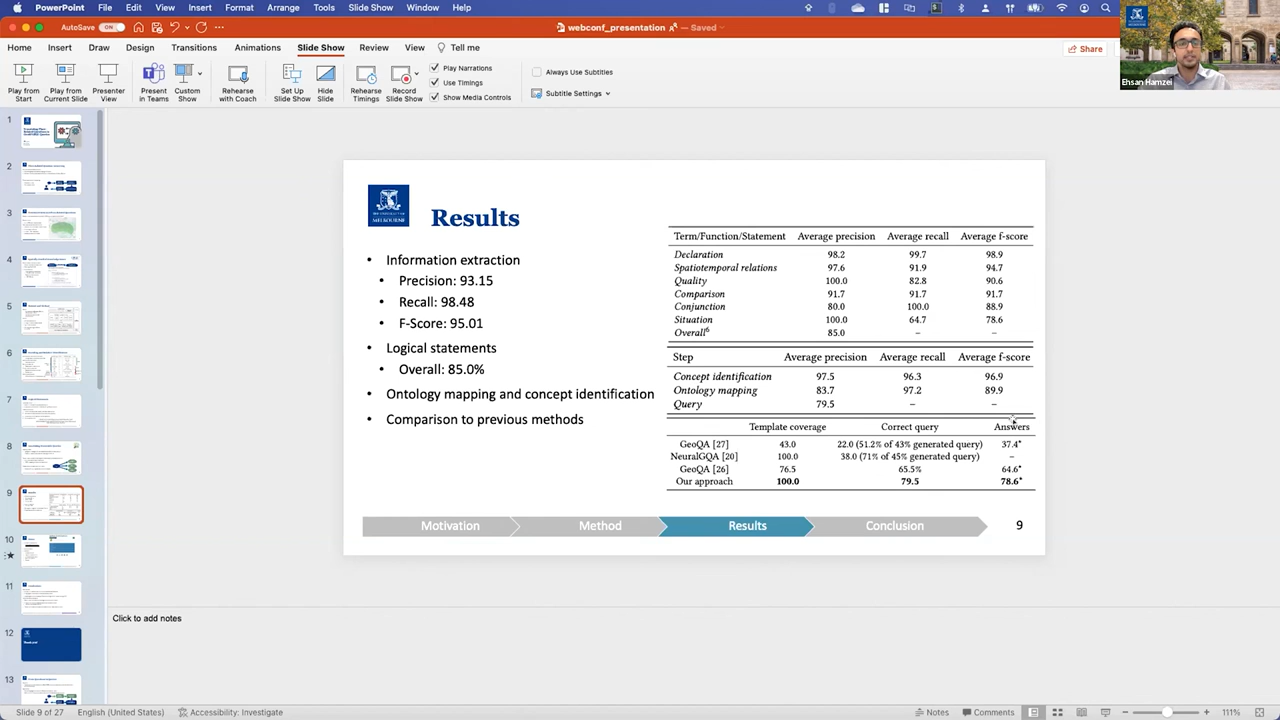 PowerPoint File Edit View Insert Format Arrange Tools Slide Show Window Help
AutoSave ON webconf_presentation — Saved
Home Insert Draw Design Transitions Animations Slide Show Review View Tell me Share
Play from Start
Play from Current Slide
Presenter View
Present in Teams
Custom Show
Rehearse with Coach
Set Up Slide Show
Hide Slide
Rehearse Timings
Record Slide Show
Play Narrations
Use Timings
Show Media Controls
Always Use Subtitles
Subtitle Settings
Ehsan Hamzei
2
9
10
11
12
13
MELBOURNE
Results
• Information extraction
• Precision: 93.15
• Recall: 98.48
• F-Score: 95.01
• Logical statements
• Overall: 85.0%
• Ontology mapping and concept identification
• Comparison to previous methods
Term/Function/Statement Average precision Average recall Average f-score
Declaration 98.2 99.7 98.9
Spatiotemporal relations 97.6 91.9 94.7
Quality 100.0 82.8 90.6
Comparison 91.7 91.7 91.7
Conjunction 80.0 100.0 88.9
Situation 100.0 64.7 78.6
Overall6 85.0 – –
Step Average precision Average recall Average f-score
Concept identification 97.5 96.3 96.9
Ontology mapping 83.7 97.2 89.9
Query 79.5 – –
Template coverage Correct query Answers
GeoQA [27] 43.0 22.0 (51.2% of 43% generated query) 37.4*
NeuralGQA 100.0 38.0 (71% of 45% generated query) –
GeoQA [26] 76.5 65.5% 64.6*
Our approach 100.0 79.5 78.6*
Motivation Method Results Conclusion 9
Click to add notes
Slide 9 of 27 English (United States) Accessibility: Investigate Notes Comments 111%